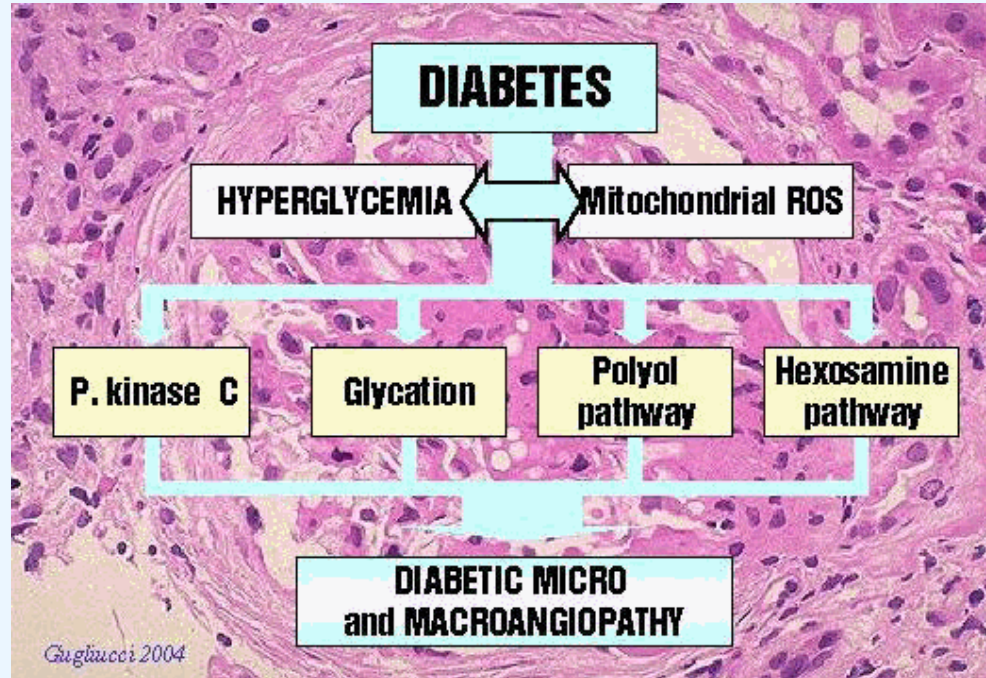 DIABETES
HYPERGLYCEMIA
Mitochondrial ROS
P. kinase C
Glycation
Polyol
pathway
Hexosamine
pathway
DIABETIC MICRO
and MACROANGIOPATHY
Gugliucci 2004